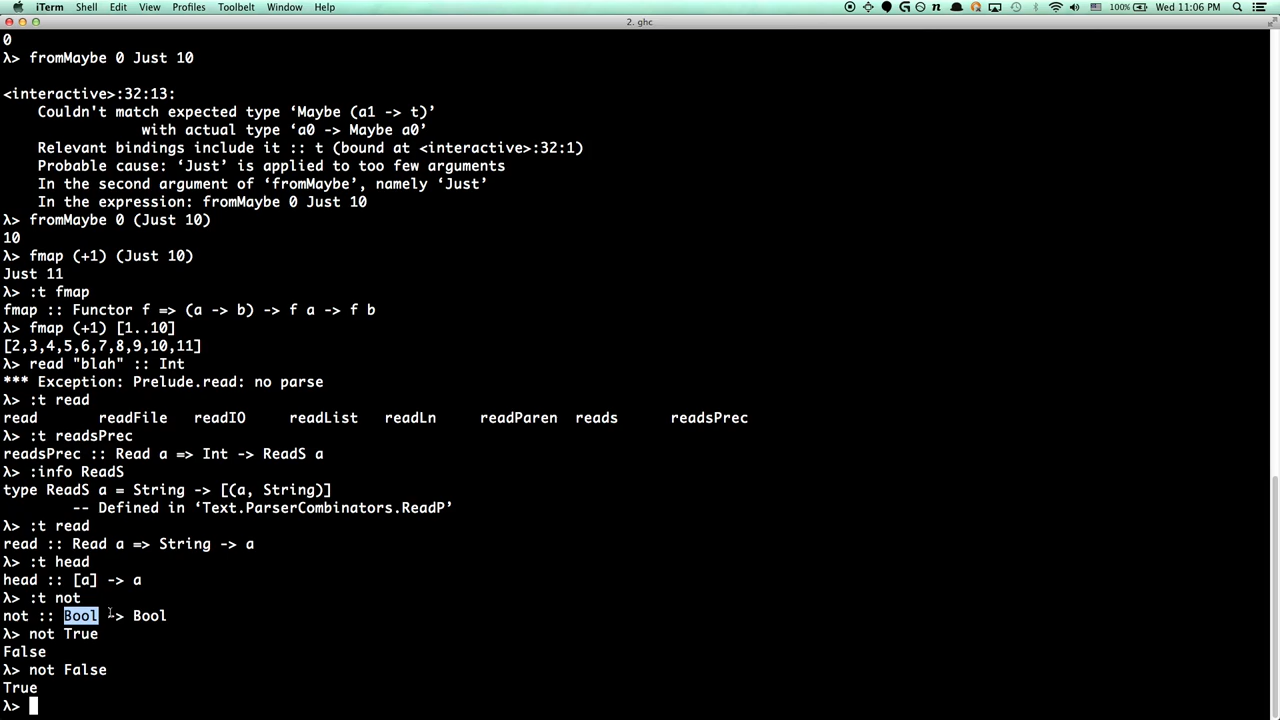 iTerm Shell Edit View Profiles Toolbelt Window Help 100% Wed 11:06 PM
2. ghc
0
λ> fromMaybe 0 Just 10
<interactive>:32:13:
    Couldn't match expected type ‘Maybe (a1 -> t)’
                with actual type ‘a0 -> Maybe a0’
    Relevant bindings include it :: t (bound at <interactive>:32:1)
    Probable cause: ‘Just’ is applied to too few arguments
    In the second argument of ‘fromMaybe’, namely ‘Just’
    In the expression: fromMaybe 0 Just 10
λ> fromMaybe 0 (Just 10)
10
λ> fmap (+1) (Just 10)
Just 11
λ> :t fmap
fmap :: Functor f => (a -> b) -> f a -> f b
λ> fmap (+1) [1..10]
[2,3,4,5,6,7,8,9,10,11]
λ> read "blah" :: Int
*** Exception: Prelude.read: no parse
λ> :t read
read       readFile   readIO     readList   readLn     readParen  reads      readsPrec
λ> :t readsPrec
readsPrec :: Read a => Int -> ReadS a
λ> :info ReadS
type ReadS a = String -> [(a, String)]
        -- Defined in ‘Text.ParserCombinators.ReadP’
λ> :t read
read :: Read a => String -> a
λ> :t head
head :: [a] -> a
λ> :t not
not :: Bool -> Bool
λ> not True
False
λ> not False
True
λ>